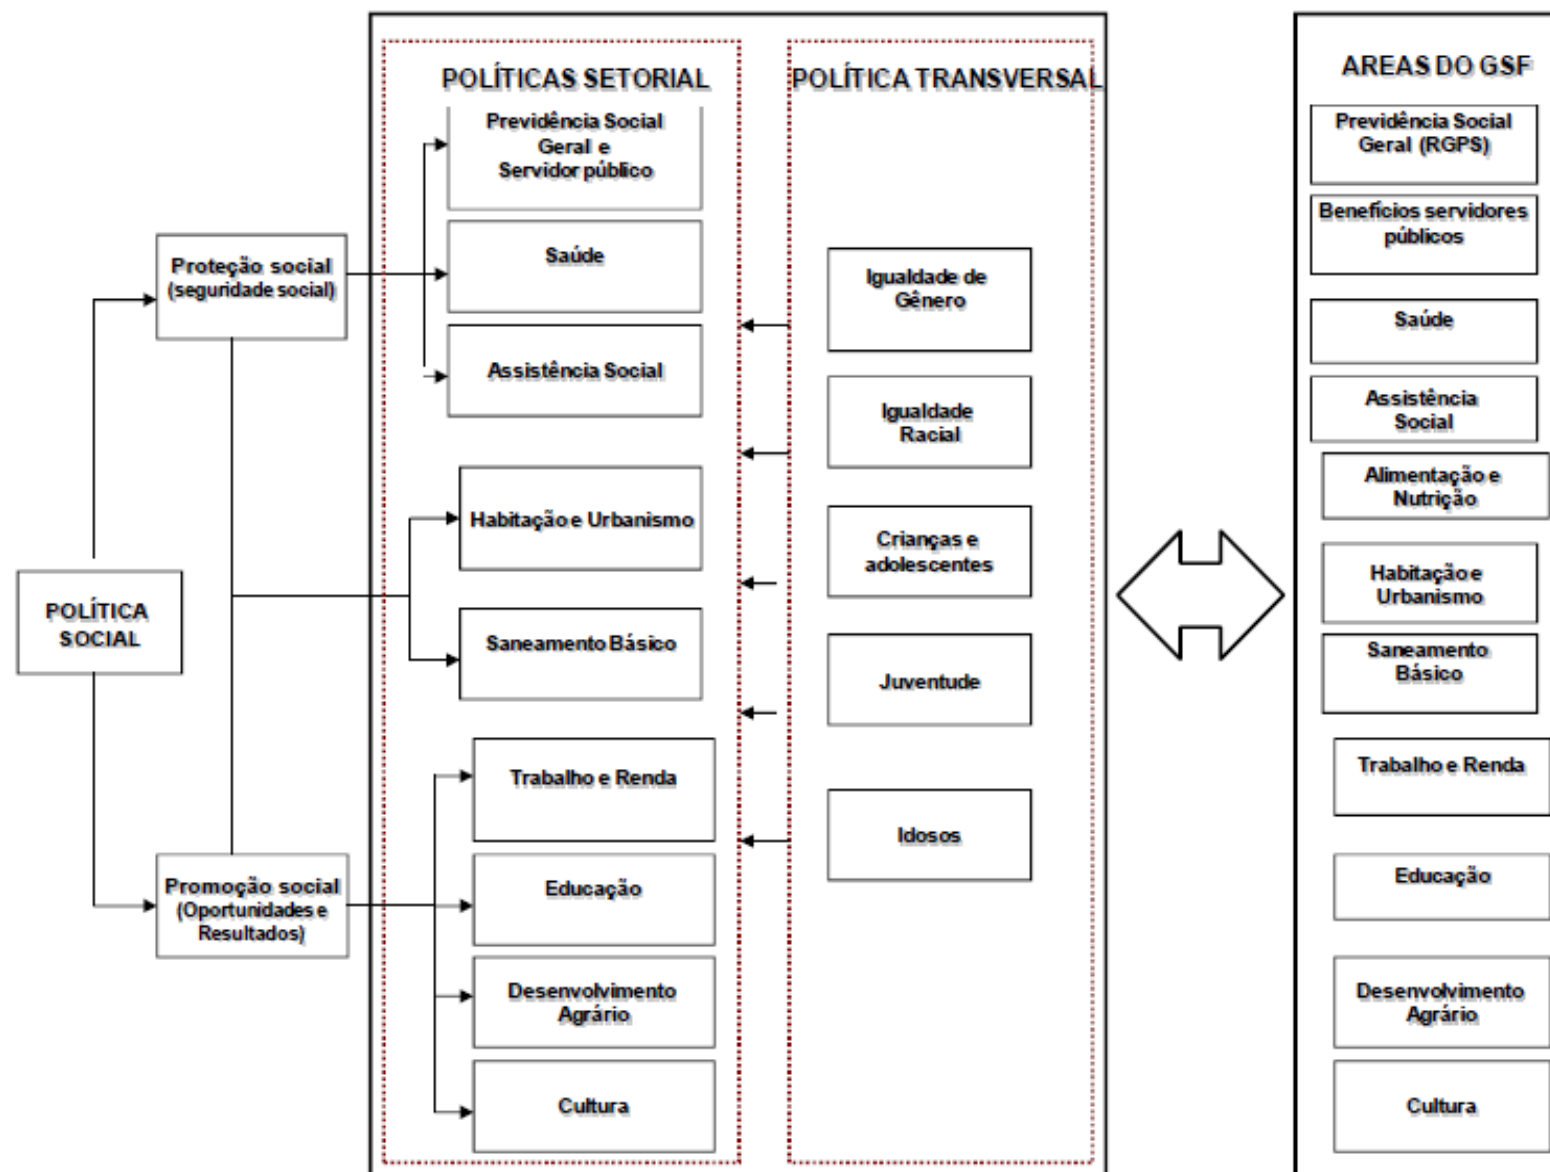 POLÍTICA
SOCIAL
Proteção social
(seguridade social)
Promoção social
(Oportunidades e
Resultados)
POLÍTICAS SETORIAL
Previdência Social
Geral e
Servidor público
Saúde
Assistência Social
Habitação e Urbanismo
Saneamento Básico
Trabalho e Renda
Educação
Desenvolvimento
Agrário
Cultura
POLÍTICA TRANSVERSAL
Igualdade de
Gênero
Igualdade
Racial
Crianças e
adolescentes
Juventude
Idosos
AREAS DO GSF
Previdência Social
Geral (RGPS)
Benefícios servidores
públicos
Saúde
Assistência
Social
Alimentação e
Nutrição
Habitação e
Urbanismo
Saneamento
Básico
Trabalho e Renda
Educação
Desenvolvimento
Agrário
Cultura